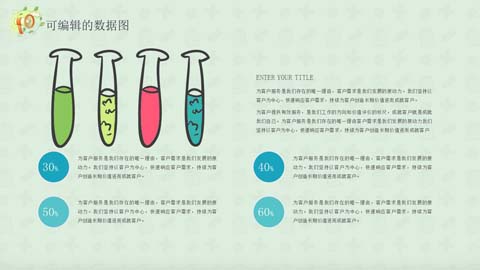 可编辑的数据图
ENTER YOUR TITLE
为客户服务是我们存在的唯一理由，客户需求是我们发展的原动力。我们坚持以
客户为中心，快速响应客户需求，持续为客户创造长期价值进而成就客户。
为客户提供有效服务，是我们工作的方向和价值评价的标尺，成就客户就是成就
我们自己。为客户服务是我们存在的唯一理由客户需求是我们发展的原动力我们
坚持以客户为中心，快速响应客户需求，持续为客户创造长期价值进而成就客户
30%
为客户服务是我们存在的唯一理由，客户需求是我们发展的原
动力。我们坚持以客户为中心，快速响应客户需求，持续为客
户创造长期价值进而成就客户。
40%
为客户服务是我们存在的唯一理由，客户需求是我们发展的原
动力。我们坚持以客户为中心，快速响应客户需求，持续为客
户创造长期价值进而成就客户。
50%
为客户服务是我们存在的唯一理由，客户需求是我们发展的原
动力。我们坚持以客户为中心，快速响应客户需求，持续为客
户创造长期价值进而成就客户。
60%
为客户服务是我们存在的唯一理由，客户需求是我们发展的原
动力。我们坚持以客户为中心，快速响应客户需求，持续为客
户创造长期价值进而成就客户。